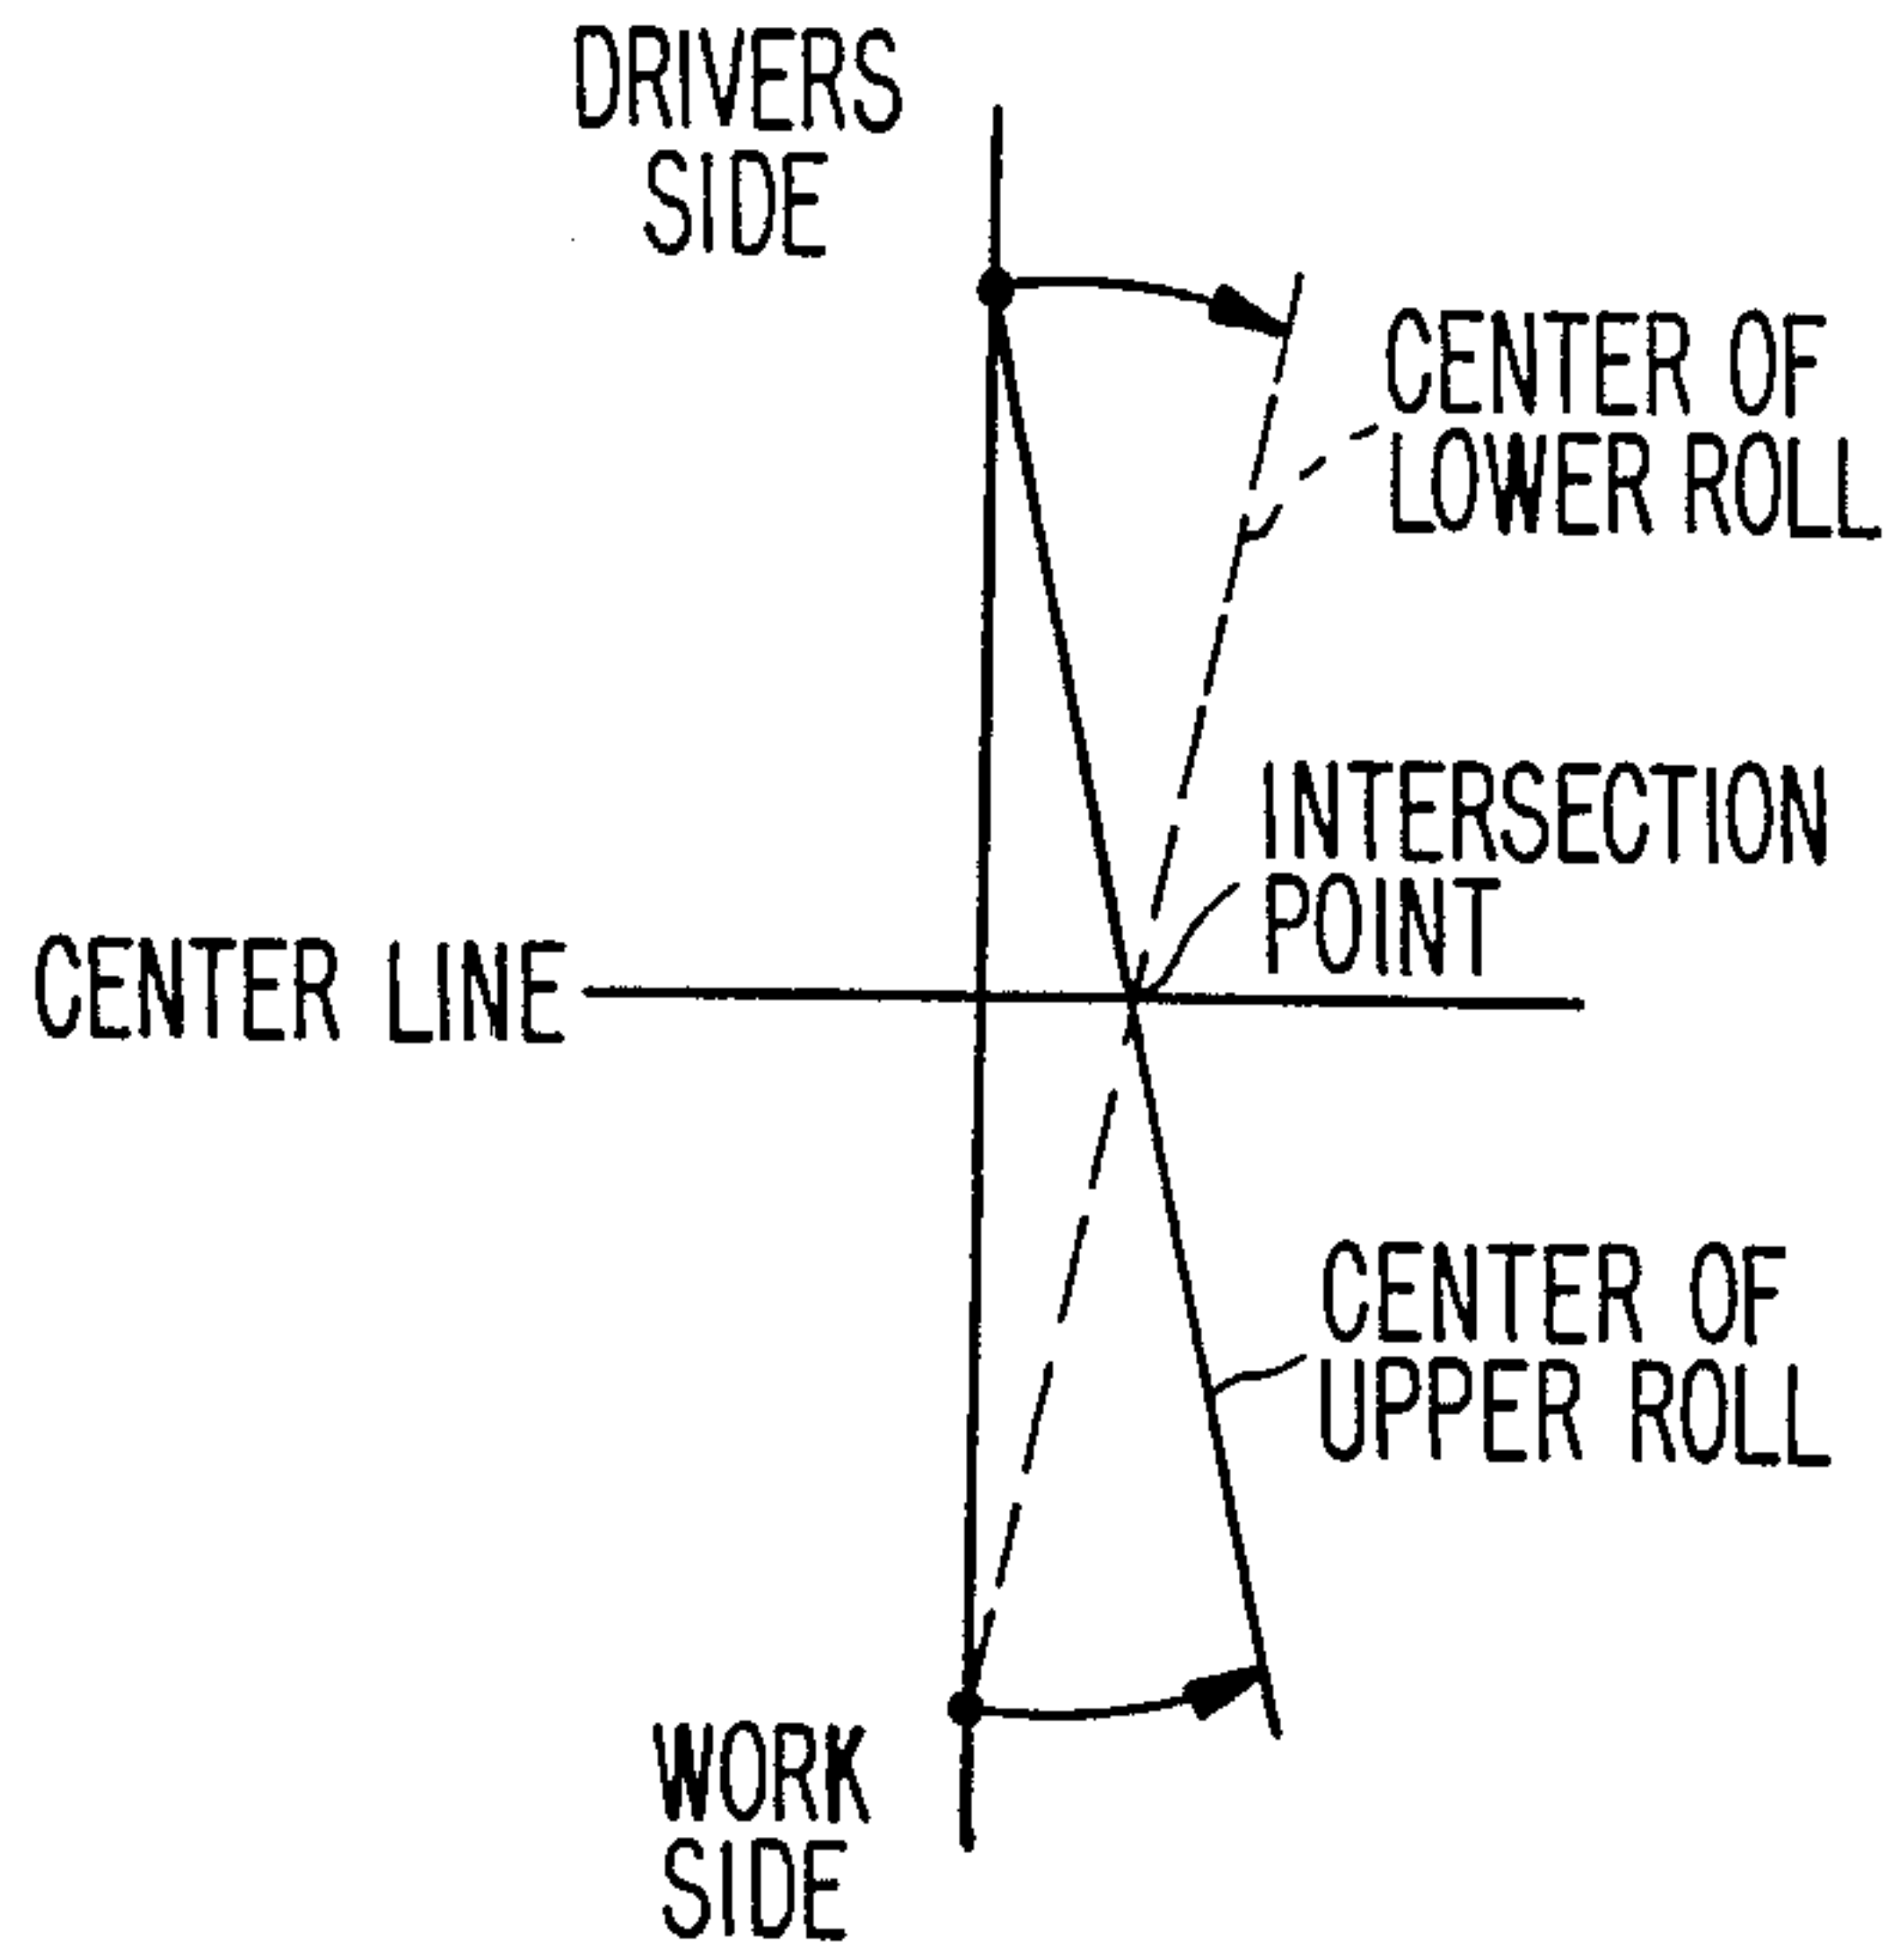 DRIVERS
SIDE
CENTER OF
LOWER ROLL
INTERSECTION
POINT
CENTER LINE
CENTER OF
UPPER ROLL
WORK
SIDE